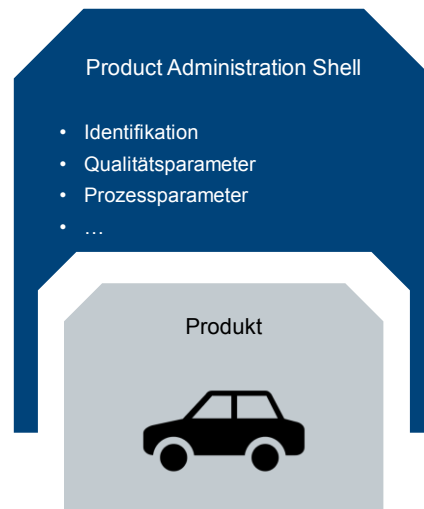 Product Administration Shell
• Identifikation
• Qualitätsparameter
• Prozessparameter
• …
Produkt